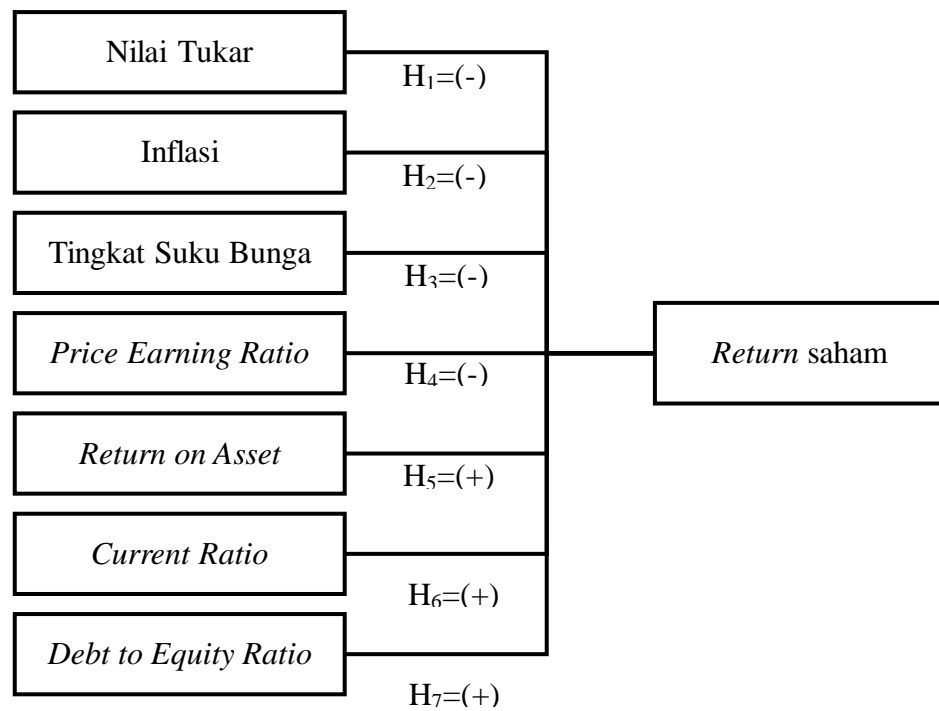 Nilai Tukar
H₁=(-)
Inflasi
H₂=(-)
Tingkat Suku Bunga
H₃=(-)
Price Earning Ratio
H₄=(-)
Return saham
Return on Asset
H₅=(+)
Current Ratio
H₆=(+)
Debt to Equity Ratio
H₇=(+)